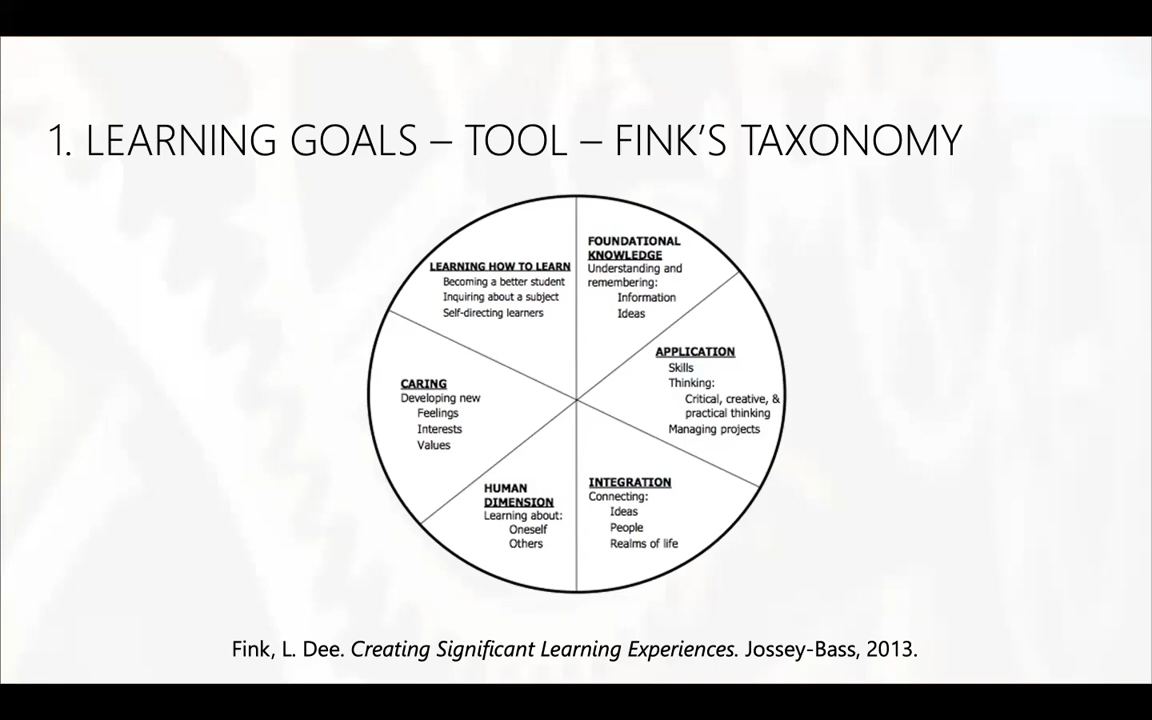 1. LEARNING GOALS – TOOL – FINK’S TAXONOMY
FOUNDATIONAL
KNOWLEDGE
Understanding and
remembering:
Information
Ideas
APPLICATION
Skills
Thinking:
Critical, creative, &
practical thinking
Managing projects
INTEGRATION
Connecting:
Ideas
People
Realms of life
HUMAN
DIMENSION
Learning about:
Oneself
Others
CARING
Developing new
Feelings
Interests
Values
LEARNING HOW TO LEARN
Becoming a better student
Inquiring about a subject
Self-directing learners
Fink, L. Dee. Creating Significant Learning Experiences. Jossey-Bass, 2013.